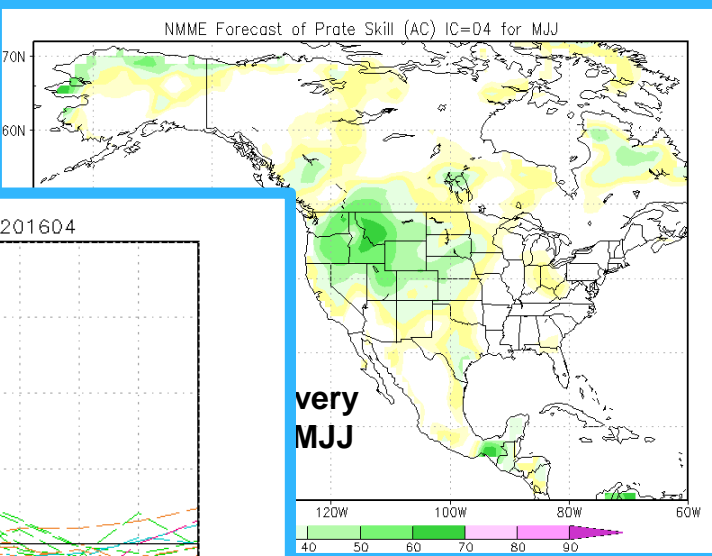 NMME Forecast of Prate Skill (AC) IC=04 for MJJ
70N
60N
201604
very
MJJ
120W 100W 80W 60W
40 50 60 70 80 90